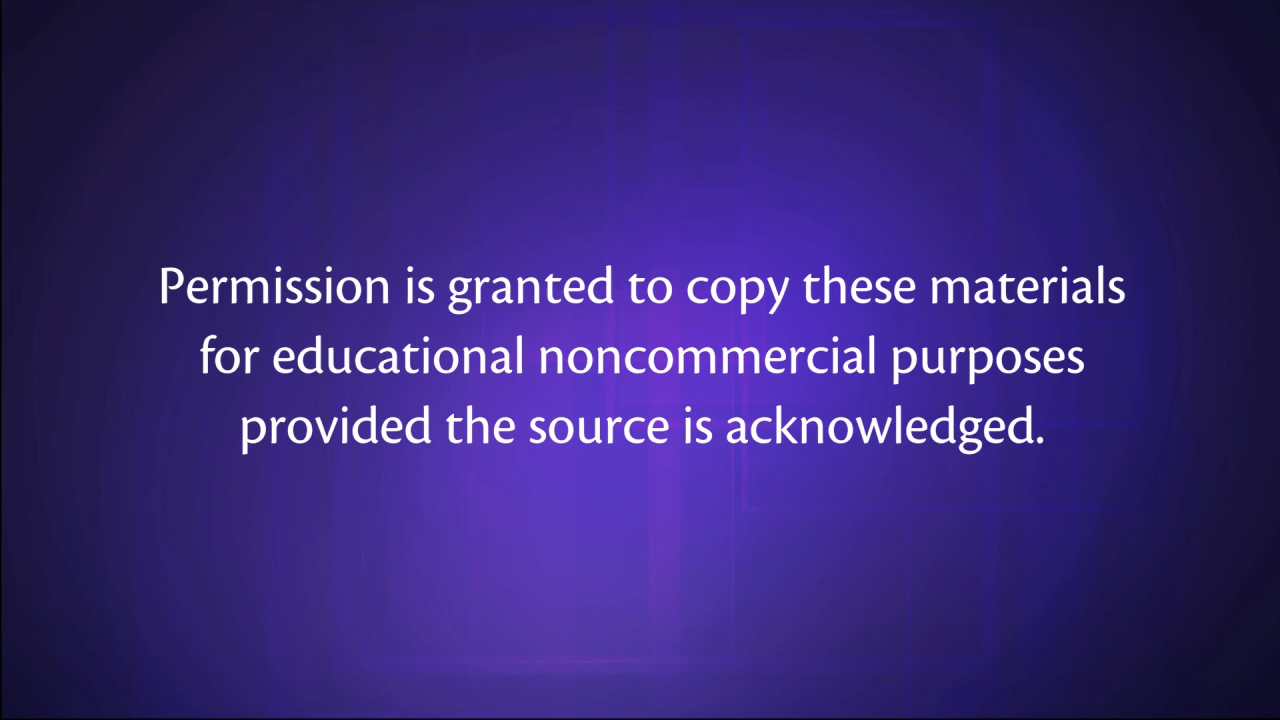 Permission is granted to copy these materials
for educational noncommercial purposes
provided the source is acknowledged.